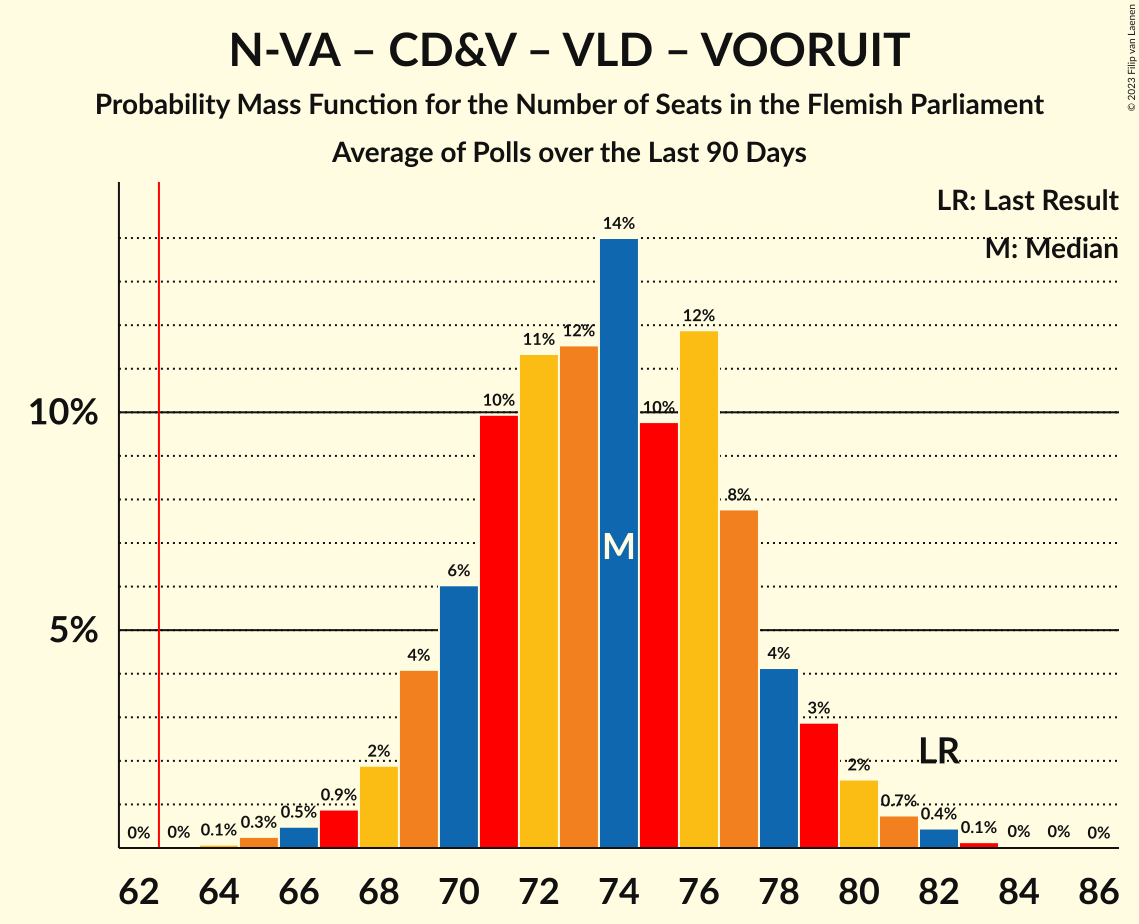 N-VA – CD&V – VLD – VOORUIT
Probability Mass Function for the Number of Seats in the Flemish Parliament
Average of Polls over the Last 90 Days
© 2023 Filip van Laenen
LR: Last Result
M: Median
14%
12% 12%
11%
10% 10%
10%
8%
6%
5%
4% 4%
3%
2% 2%
LR
M
0% 0% 0.1% 0.3% 0.5% 0.9% 0.7% 0.4% 0.1% 0% 0% 0%
62 64 66 68 70 72 74 76 78 80 82 84 86